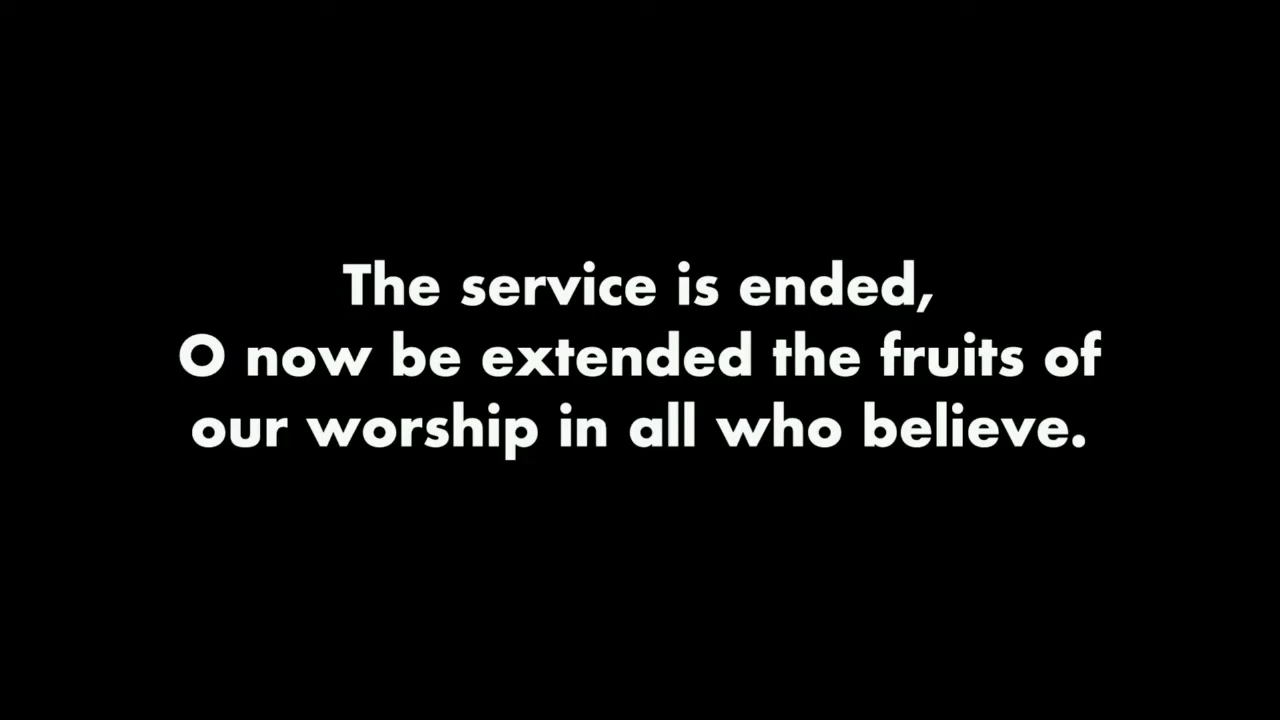 The service is ended,
O now be extended the fruits of
our worship in all who believe.